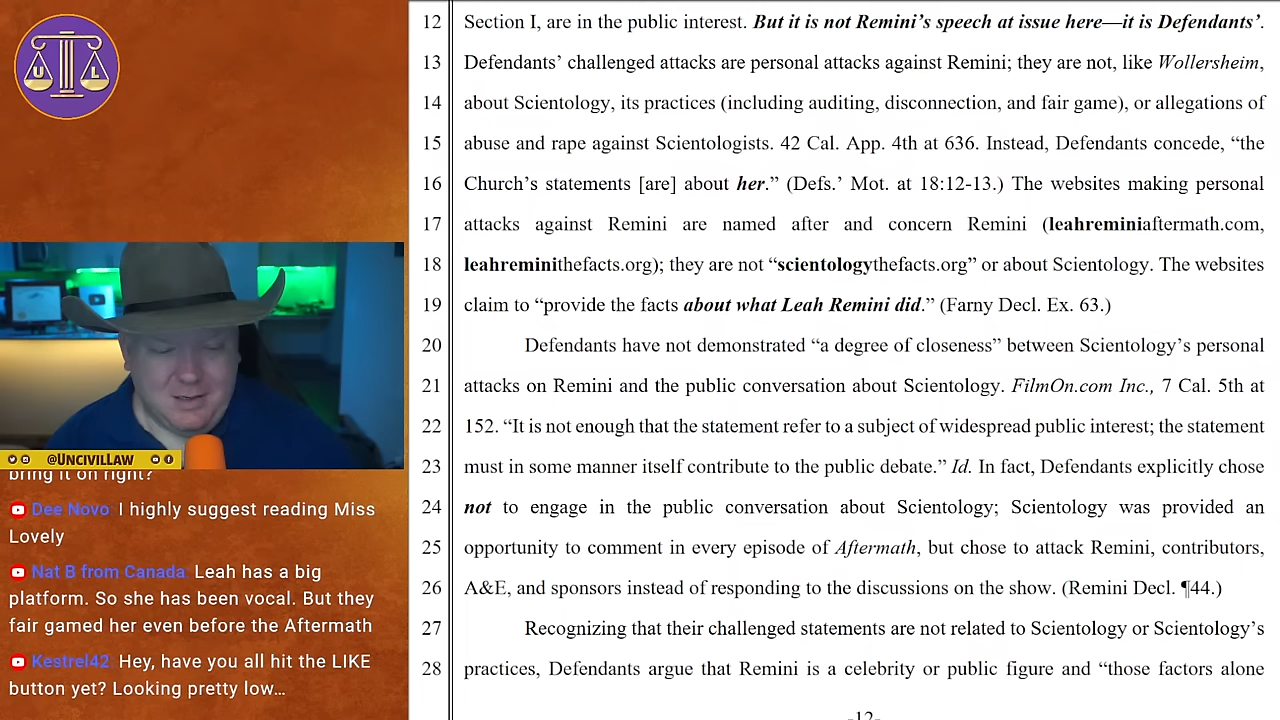 U L
@UNCIVILLAW
bring it on right?
Dee Novo I highly suggest reading Miss
Lovely
Nat B from Canada Leah has a big
platform. So she has been vocal. But they
fair gamed her even before the Aftermath
Kestrel42 Hey, have you all hit the LIKE
button yet? Looking pretty low...
12 Section I, are in the public interest. But it is not Remini’s speech at issue here—it is Defendants’.
13 Defendants’ challenged attacks are personal attacks against Remini; they are not, like Wollersheim,
14 about Scientology, its practices (including auditing, disconnection, and fair game), or allegations of
15 abuse and rape against Scientologists. 42 Cal. App. 4th at 636. Instead, Defendants concede, “the
16 Church’s statements [are] about her.” (Defs.’ Mot. at 18:12-13.) The websites making personal
17 attacks against Remini are named after and concern Remini (leahreminiaftermath.com,
18 leahreminithefacts.org); they are not “scientologythefacts.org” or about Scientology. The websites
19 claim to “provide the facts about what Leah Remini did.” (Farny Decl. Ex. 63.)
20 Defendants have not demonstrated “a degree of closeness” between Scientology’s personal
21 attacks on Remini and the public conversation about Scientology. FilmOn.com Inc., 7 Cal. 5th at
22 152. “It is not enough that the statement refer to a subject of widespread public interest; the statement
23 must in some manner itself contribute to the public debate.” Id. In fact, Defendants explicitly chose
24 not to engage in the public conversation about Scientology; Scientology was provided an
25 opportunity to comment in every episode of Aftermath, but chose to attack Remini, contributors,
26 A&E, and sponsors instead of responding to the discussions on the show. (Remini Decl. ¶44.)
27 Recognizing that their challenged statements are not related to Scientology or Scientology’s
28 practices, Defendants argue that Remini is a celebrity or public figure and “those factors alone
-12-